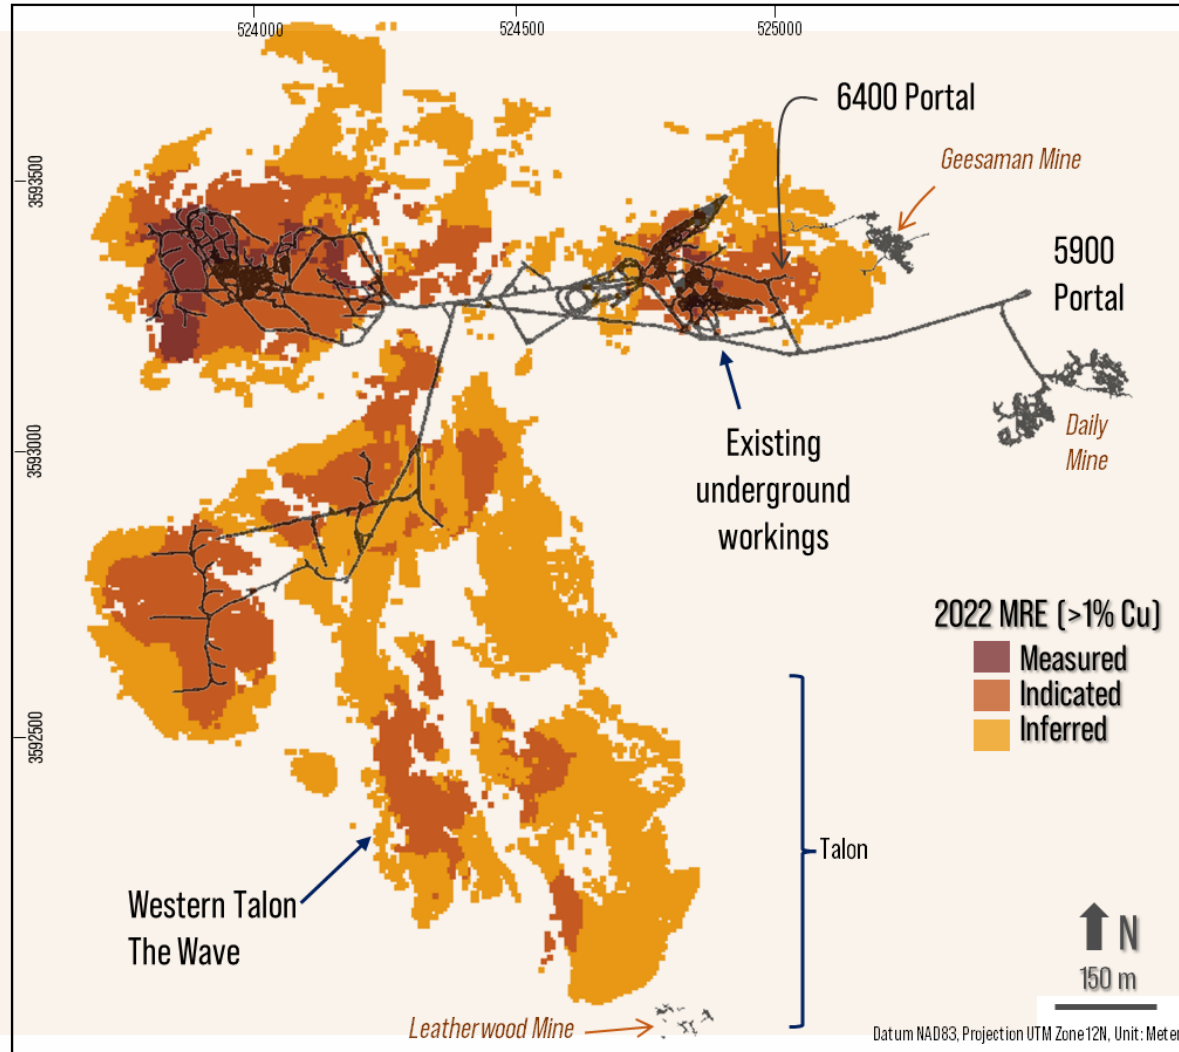 524000
524500
525000
6400 Portal
Geesaman Mine
3593500
5900
Portal
Existing
underground
workings
Daily
Mine
3593000
2022 MRE (>1% Cu)
Measured
Indicated
Inferred
3592500
Talon
Western Talon
The Wave
N
150 m
Leatherwood Mine
Datum NAD83, Projection UTM Zone 12N, Unit: Meter